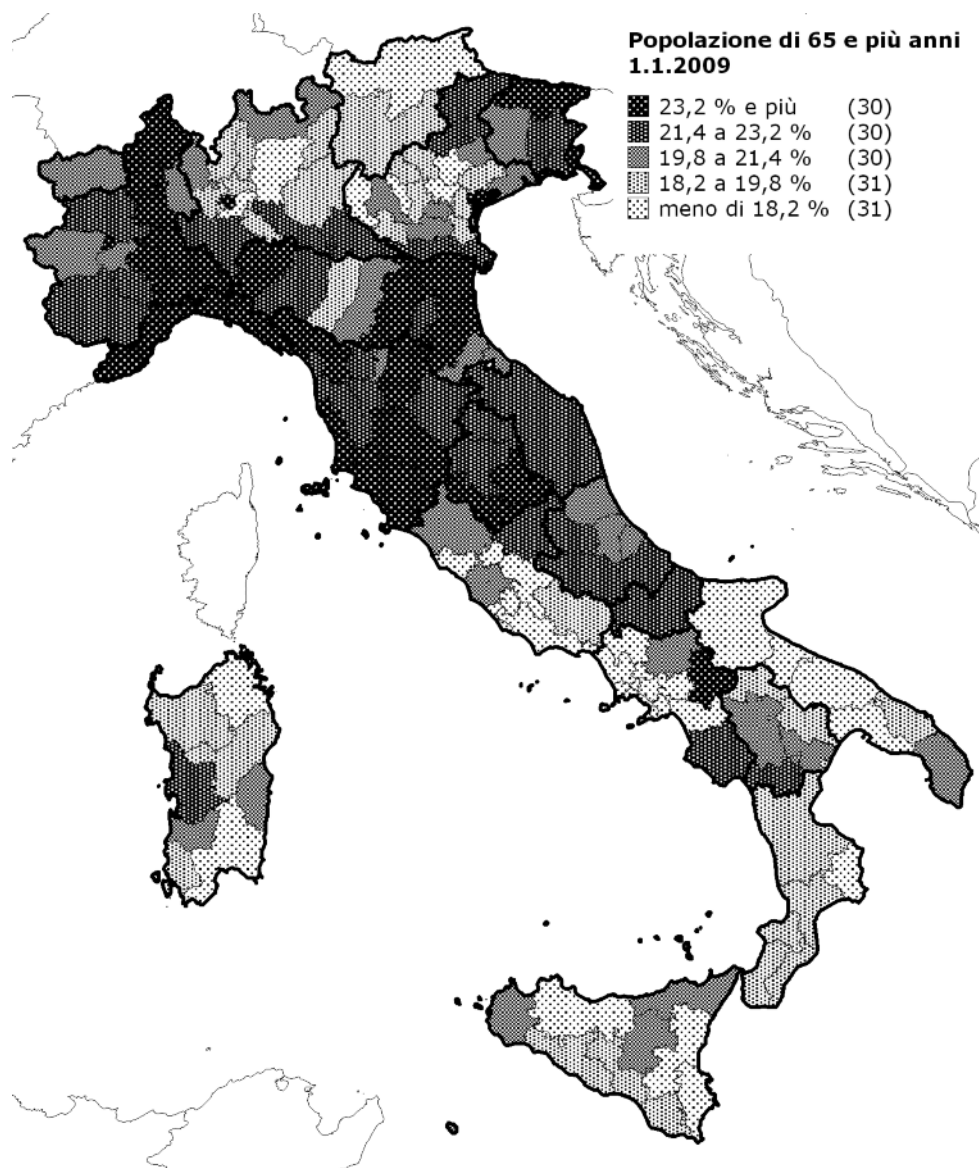 Popolazione di 65 e più anni
1.1.2009
23,2 % e più (30)
21,4 a 23,2 % (30)
19,8 a 21,4 % (30)
18,2 a 19,8 % (31)
meno di 18,2 % (31)